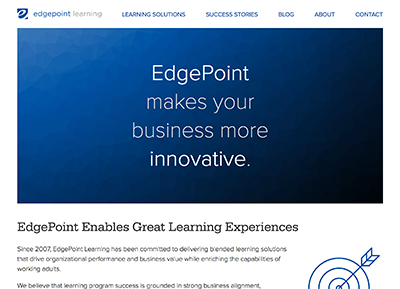 edgepoint learning LEARNING SOLUTIONS SUCCESS STORIES BLOG ABOUT CONTACT
EdgePoint
makes your
business more
innovative.
EdgePoint Enables Great Learning Experiences
Since 2007, EdgePoint Learning has been committed to delivering blended learning solutions
that drive organizational performance and business value while enriching the capabilities of
working adults.
We believe that learning program success is grounded in strong business alignment,